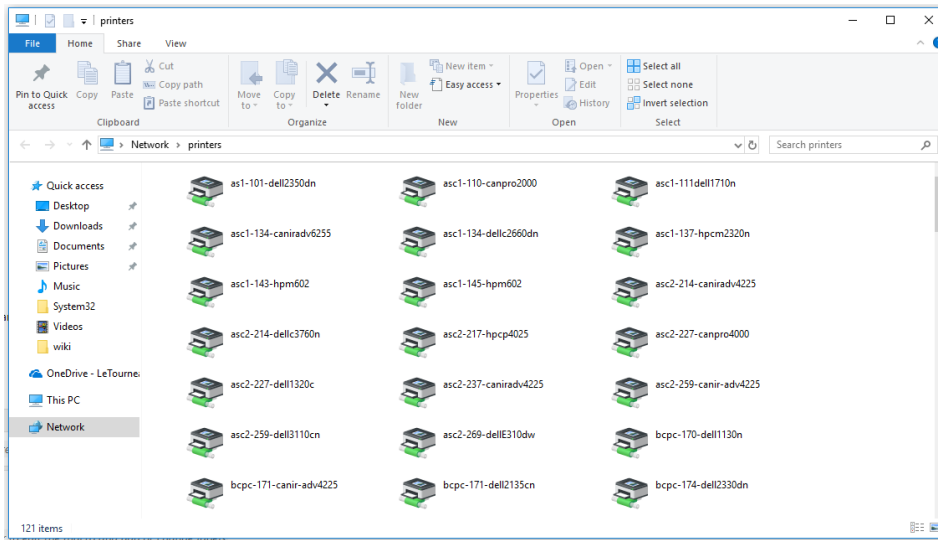 printers
File Home Share View
Pin to Quick access
Copy
Paste
Cut
Copy path
Paste shortcut
Clipboard
Move to
Copy to
Delete
Rename
Organize
New folder
New item
Easy access
New
Properties
Open
Edit
History
Open
Select all
Select none
Invert selection
Select
Network > printers
Search printers
Quick access
Desktop
Downloads
Documents
Pictures
Music
System32
Videos
wiki
OneDrive - LeTournea
This PC
Network
as1-101-dell2350dn asc1-110-canpro2000 asc1-111dell1710n
asc1-134-caniradv6255 asc1-134-dellc2660dn asc1-137-hpcm2320n
asc1-143-hpm602 asc1-145-hpm602 asc2-214-caniradv4225
asc2-214-dellc3760n asc2-217-hpcp4025 asc2-227-canpro4000
asc2-227-dell1320c asc2-237-caniradv4225 asc2-259-canir-adv4225
asc2-259-dell3110cn asc2-269-dellE310dw bcpc-170-dell1130n
bcpc-171-canir-adv4225 bcpc-171-dell2135cn bcpc-174-dell2330dn
121 items